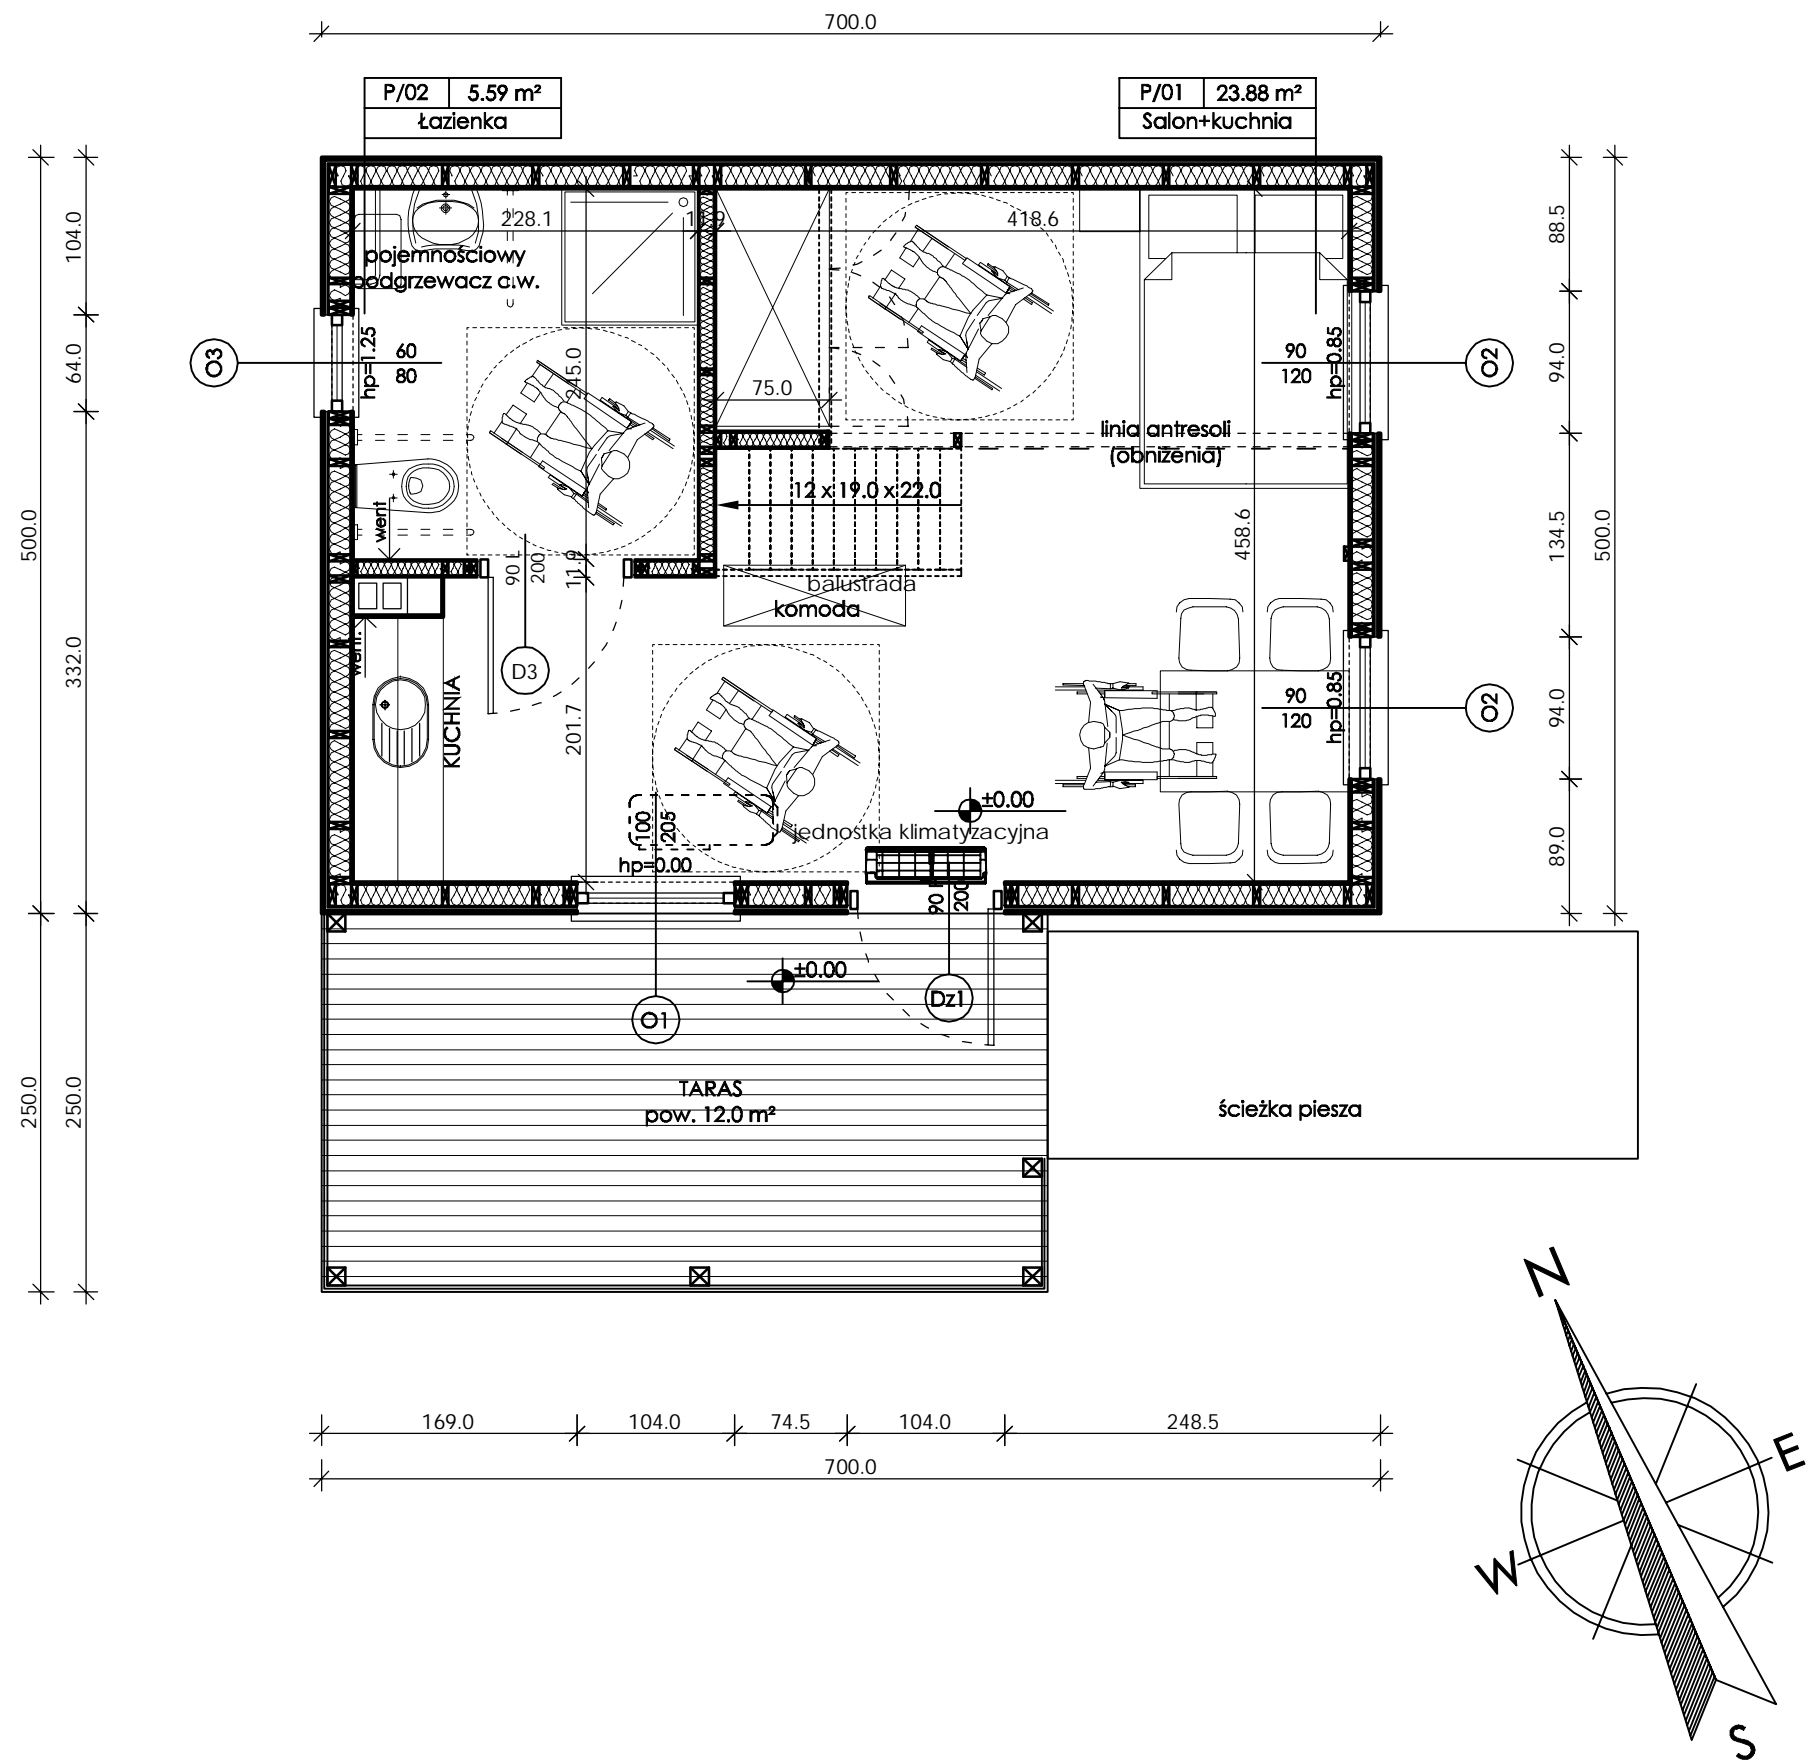 700.0
P/02 5.59 m²
Łazienka
P/01 23.88 m²
Salon+kuchnia
104.0
64.0
332.0
500.0
250.0
250.0
88.5
94.0
134.5
94.0
89.0
500.0
228.1
11.9
418.6
pojemnościowy
podgrzewacz c.w.
O3
hp=1.25
60
80
245.0
75.0
90
120
hp=0.85
O2
linia antresoli
(obniżenia)
12 x 19.0 x 22.0
went
458.6
90 L
200
11.9
balustrada
komoda
went.
D3
KUCHNIA
201.7
90
120
hp=0.85
O2
100
205
hp=0.00
±0.00
jednostka klimatyzacyjna
90
200
±0.00
Dz1
O1
TARAS
pow. 12.0 m²
ścieżka piesza
N
E
W
S
169.0
104.0
74.5
104.0
248.5
700.0